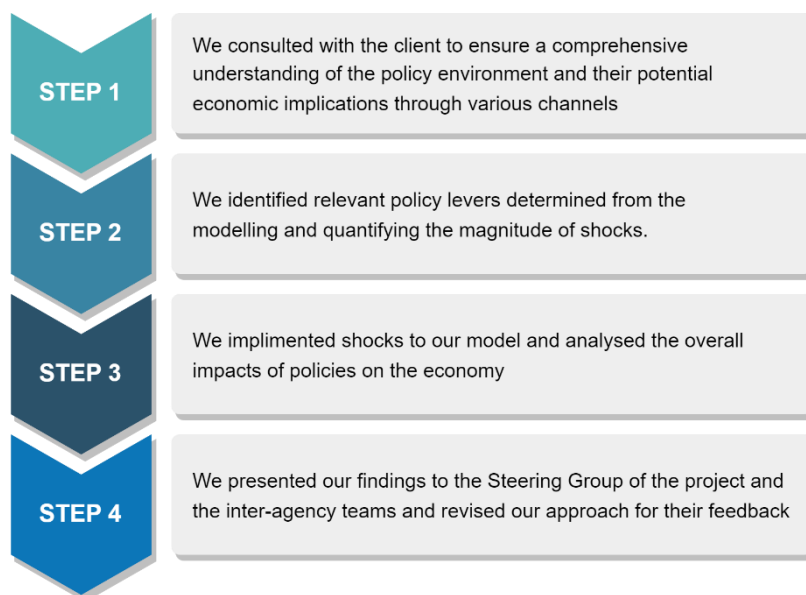 STEP 1
We consulted with the client to ensure a comprehensive
understanding of the policy environment and their potential
economic implications through various channels
STEP 2
We identified relevant policy levers determined from the
modelling and quantifying the magnitude of shocks.
STEP 3
We implimented shocks to our model and analysed the overall
impacts of policies on the economy
STEP 4
We presented our findings to the Steering Group of the project and
the inter-agency teams and revised our approach for their feedback